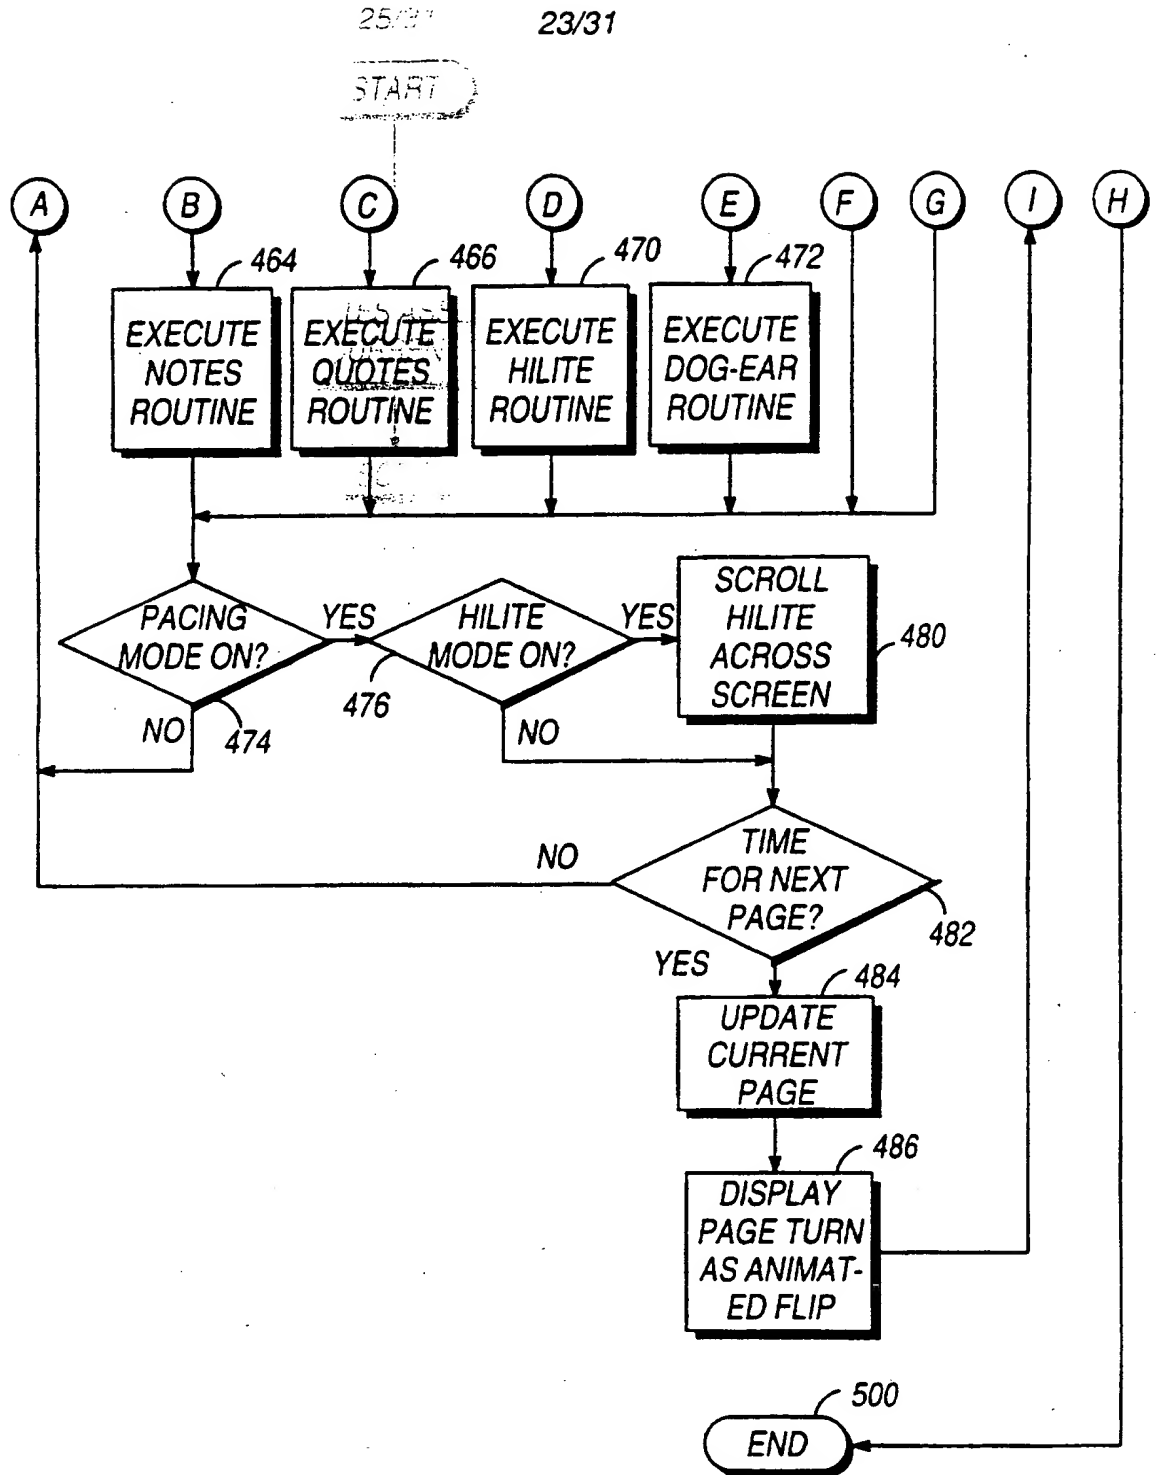 23/31
START
A B C D E F G I H
464
466
470
472
EXECUTE
NOTES
ROUTINE
EXECUTE
QUOTES
ROUTINE
EXECUTE
HILITE
ROUTINE
EXECUTE
DOG-EAR
ROUTINE
PACING
MODE ON?
YES
474
NO
HILITE
MODE ON?
YES
476
NO
SCROLL
HILITE
ACROSS
SCREEN
480
TIME
FOR NEXT
PAGE?
NO
482
YES
484
UPDATE
CURRENT
PAGE
486
DISPLAY
PAGE TURN
AS ANIMAT-
ED FLIP
500
END